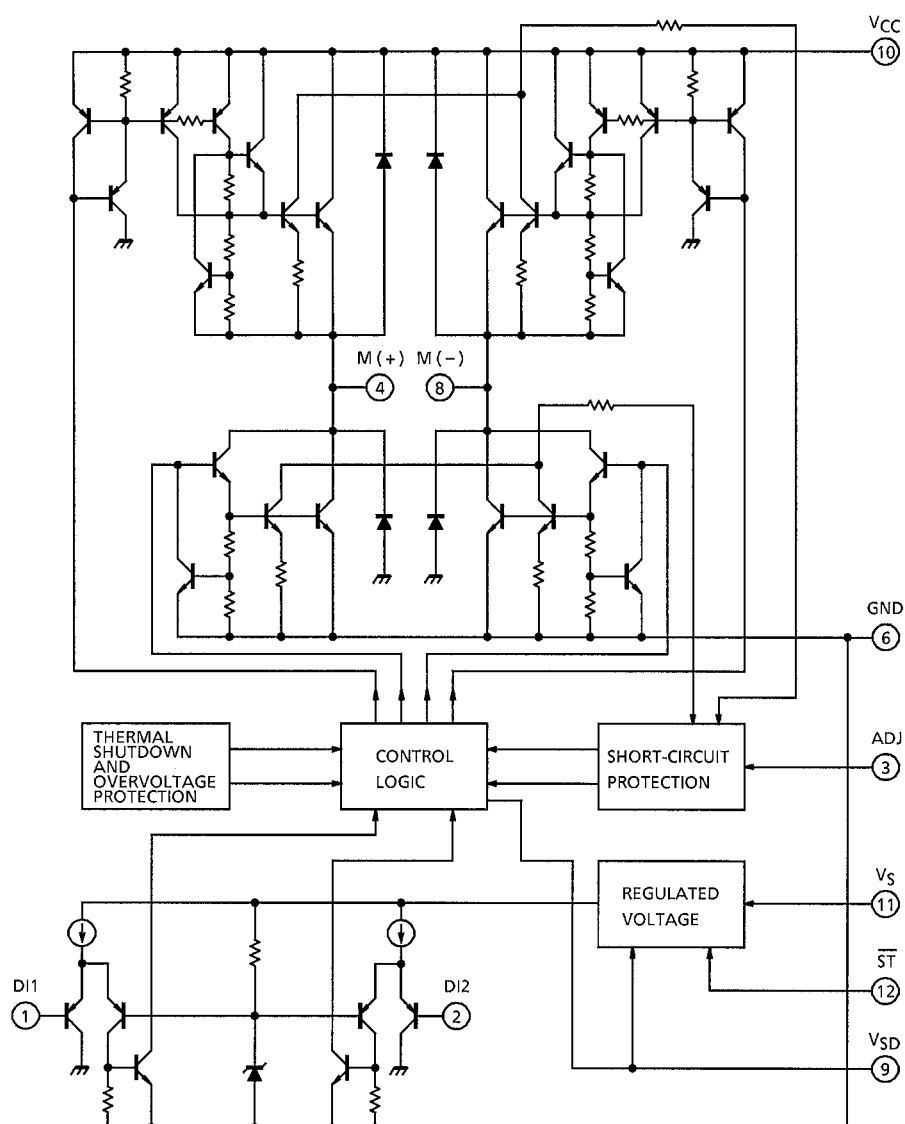 VCC
10
M(+) M(−)
4 8
GND
6
THERMAL
SHUTDOWN
AND
OVERVOLTAGE
PROTECTION
CONTROL
LOGIC
SHORT-CIRCUIT
PROTECTION
ADJ
3
REGULATED
VOLTAGE
VS
11
ST
12
DI1
1
DI2
2
VSD
9